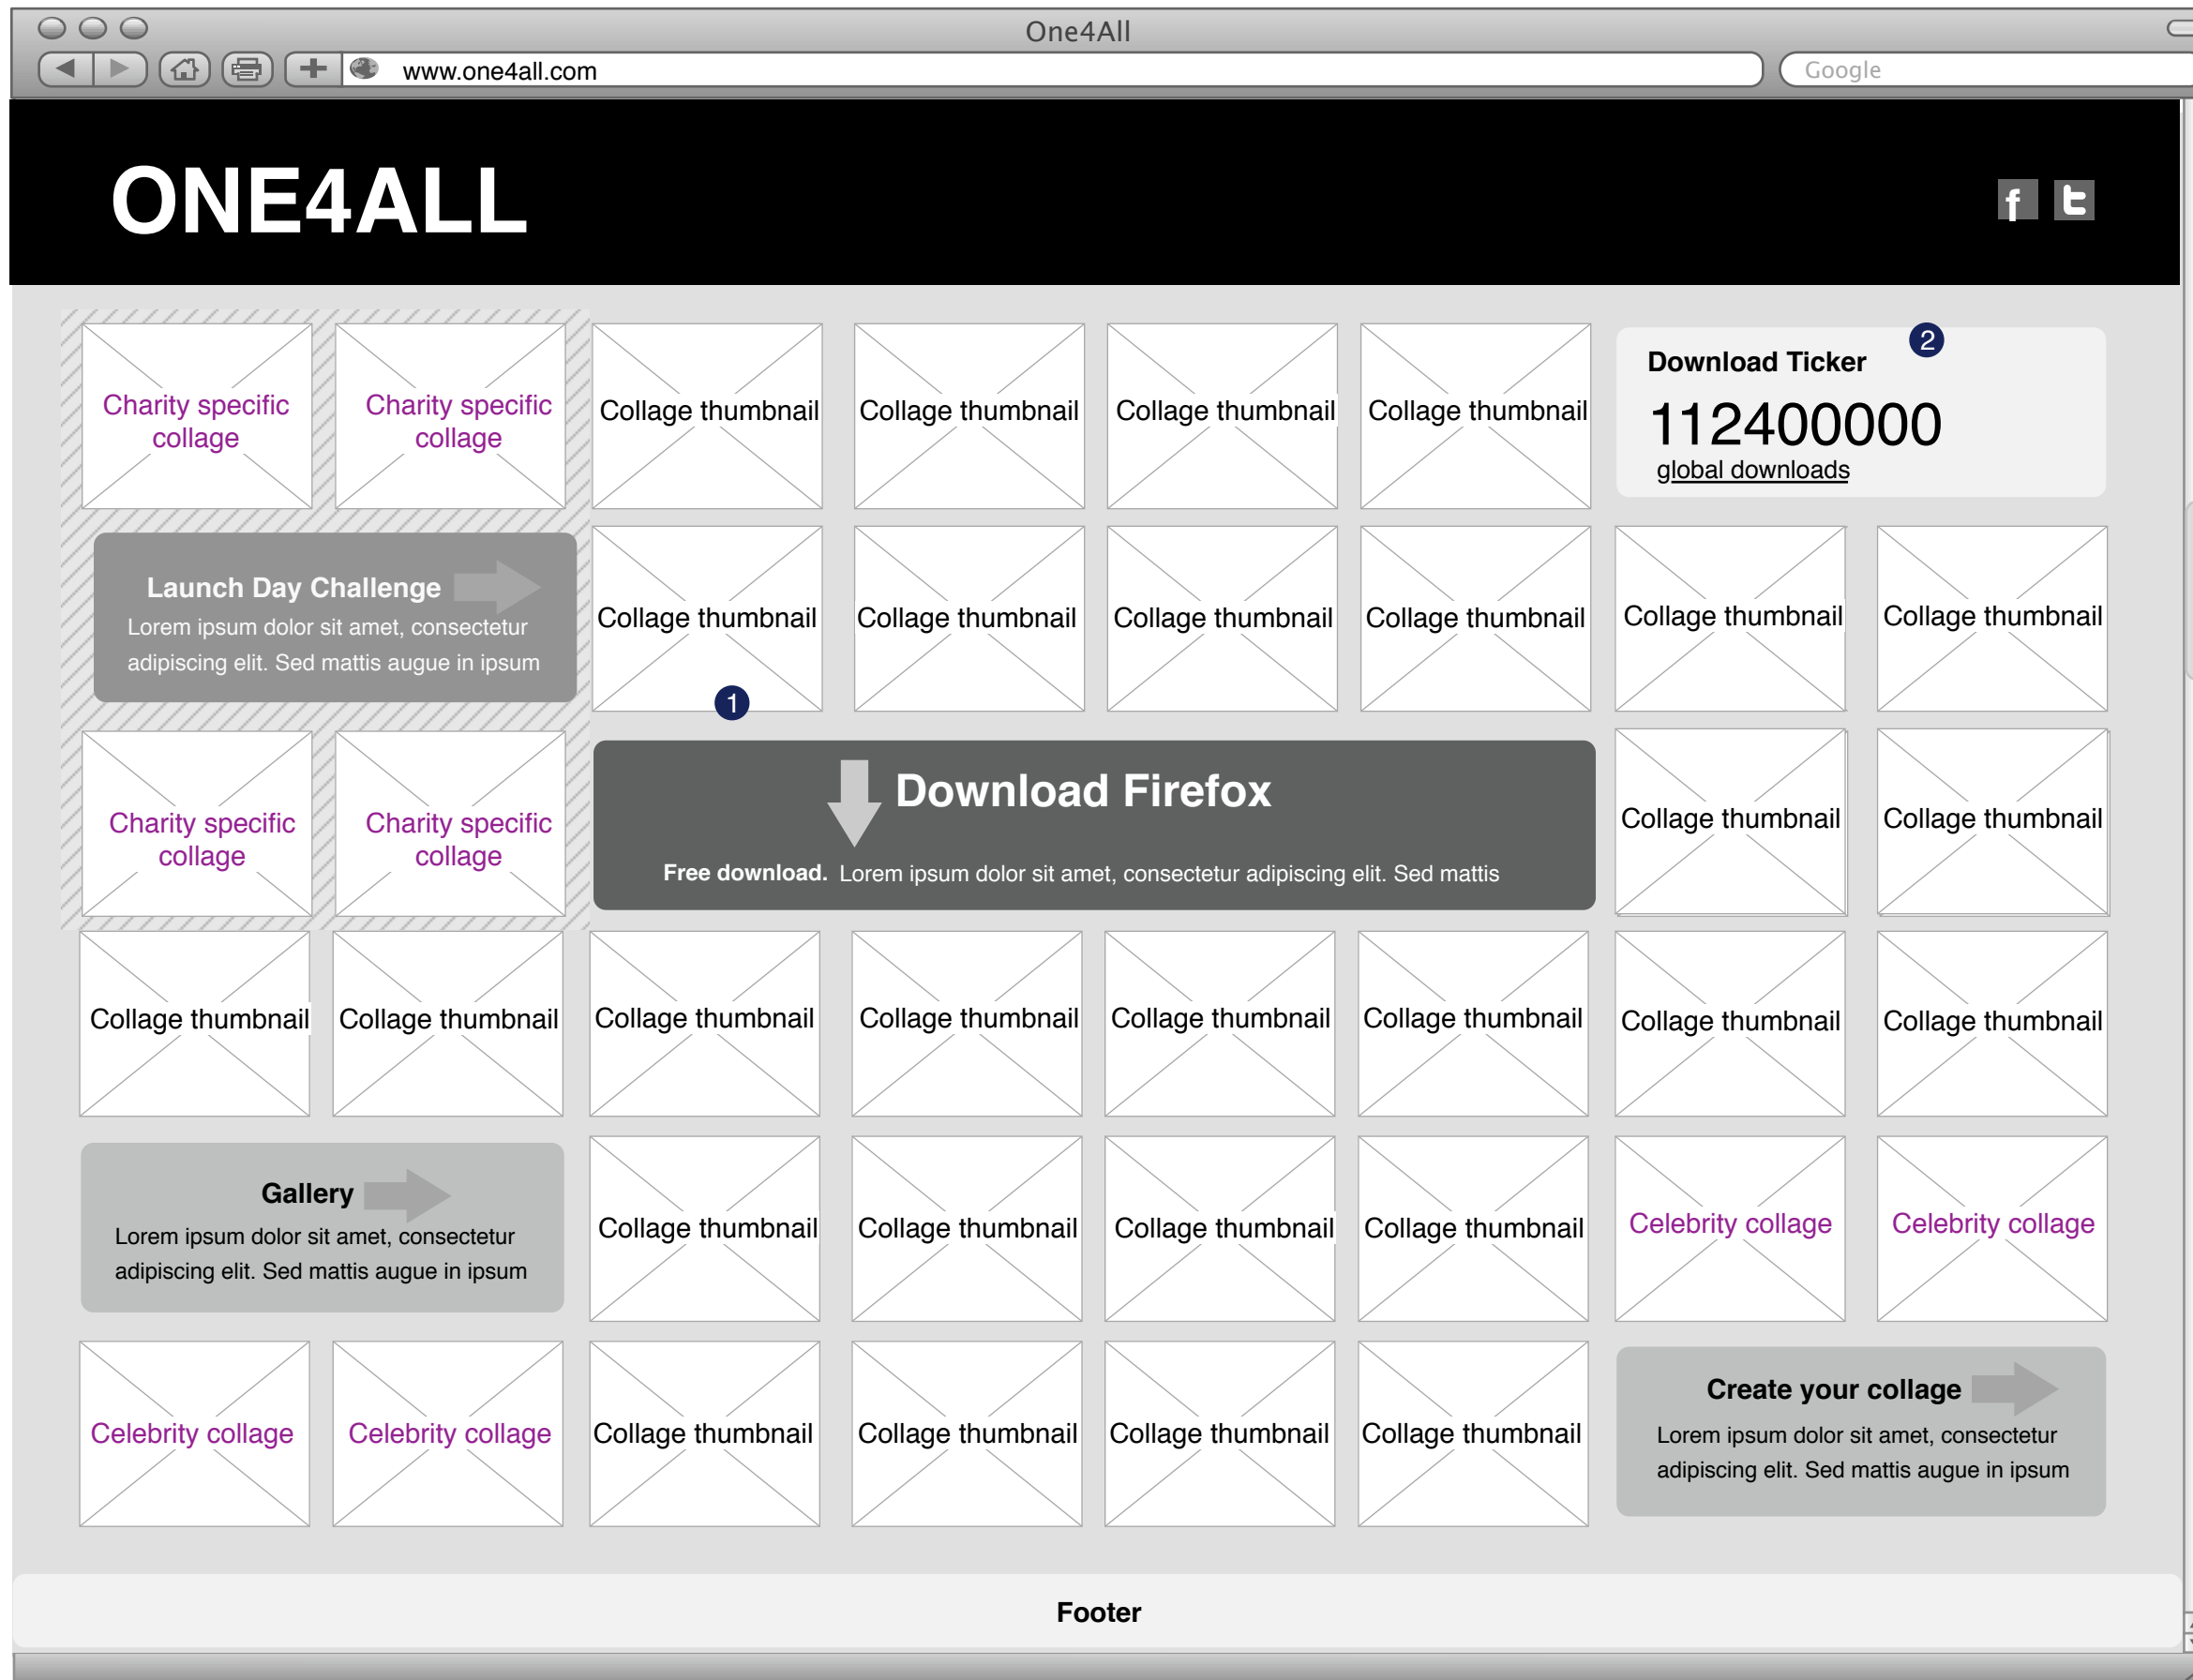 One4All
www.one4all.com
Google
ONE4ALL
f t
Charity specific collage
Charity specific collage
Collage thumbnail
Collage thumbnail
Collage thumbnail
Collage thumbnail
2
Download Ticker
112400000
global downloads
Launch Day Challenge
Lorem ipsum dolor sit amet, consectetur
adipiscing elit. Sed mattis augue in ipsum
Collage thumbnail
Collage thumbnail
Collage thumbnail
Collage thumbnail
Collage thumbnail
Collage thumbnail
1
Charity specific collage
Charity specific collage
Download Firefox
Free download. Lorem ipsum dolor sit amet, consectetur adipiscing elit. Sed mattis
Collage thumbnail
Collage thumbnail
Collage thumbnail
Collage thumbnail
Collage thumbnail
Collage thumbnail
Collage thumbnail
Collage thumbnail
Collage thumbnail
Collage thumbnail
Gallery
Lorem ipsum dolor sit amet, consectetur
adipiscing elit. Sed mattis augue in ipsum
Collage thumbnail
Collage thumbnail
Collage thumbnail
Collage thumbnail
Celebrity collage
Celebrity collage
Celebrity collage
Celebrity collage
Collage thumbnail
Collage thumbnail
Collage thumbnail
Collage thumbnail
Create your collage
Lorem ipsum dolor sit amet, consectetur
adipiscing elit. Sed mattis augue in ipsum
Footer